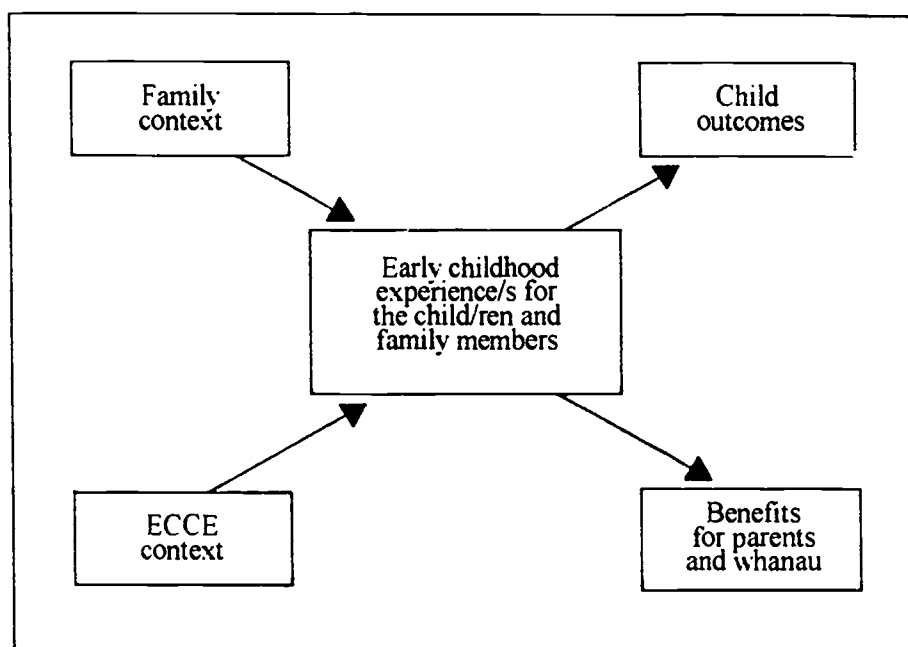 Family
context
Child
outcomes
Early childhood
experience/s for
the child/ren and
family members
ECCE
context
Benefits
for parents
and whanau